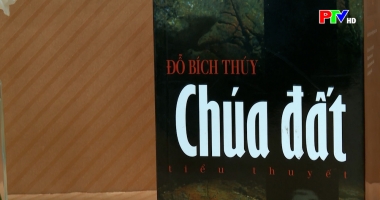 PTV HD
ĐỖ BÍCH THÚY
Chúa đất
tiểu thuyết